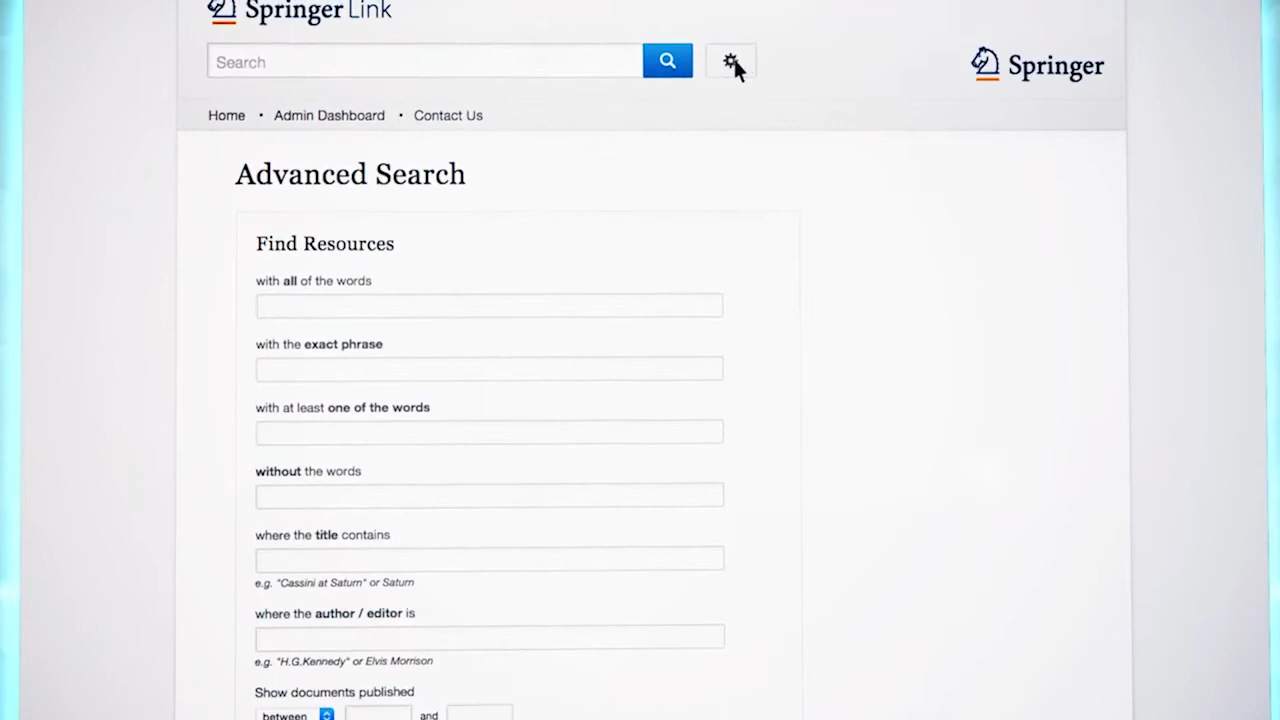 Springer Link
Search
Springer
Home • Admin Dashboard • Contact Us
Advanced Search
Find Resources
with all of the words
with the exact phrase
with at least one of the words
without the words
where the title contains
e.g. "Cassini at Saturn" or Saturn
where the author / editor is
e.g. "H.G.Kennedy" or Elvis Morrison
Show documents published
between and